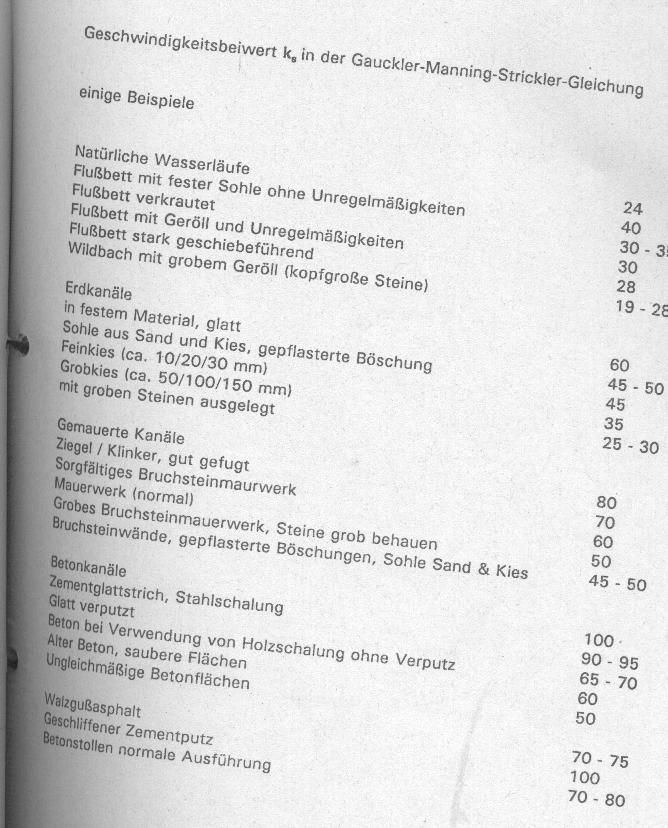 Geschwindigkeitsbeiwert ks in der Gauckler-Manning-Strickler-Gleichung
einige Beispiele
Natürliche Wasserläufe 24
Flußbett mit fester Sohle ohne Unregelmäßigkeiten 40
Flußbett verkrautet 30 - 35
Flußbett mit Geröll und Unregelmäßigkeiten 30
Flußbett stark geschiebeführend 28
Wildbach mit grobem Geröll (kopfgroße Steine) 19 - 28
Erdkanäle
in festem Material, glatt 60
Sohle aus Sand und Kies, gepflasterte Böschung 45 - 50
Feinkies (ca. 10/20/30 mm) 45
Grobkies (ca. 50/100/150 mm) 35
mit groben Steinen ausgelegt 25 - 30
Gemauerte Kanäle
Ziegel / Klinker, gut gefugt 80
Sorgfältiges Bruchsteinmaurwerk 70
Mauerwerk (normal) 60
Grobes Bruchsteinmauerwerk, Steine grob behauen 50
Bruchsteinwände, gepflasterte Böschungen, Sohle Sand & Kies 45 - 50
Betonkanäle
Zementglattstrich, Stahlschalung 100
Glatt verputzt 90 - 95
Beton bei Verwendung von Holzschalung ohne Verputz 65 - 70
Alter Beton, saubere Flächen 60
Ungleichmäßige Betonflächen 50
Walzgußasphalt 70 - 75
Geschliffener Zementputz 100
Betonstollen normale Ausführung 70 - 80